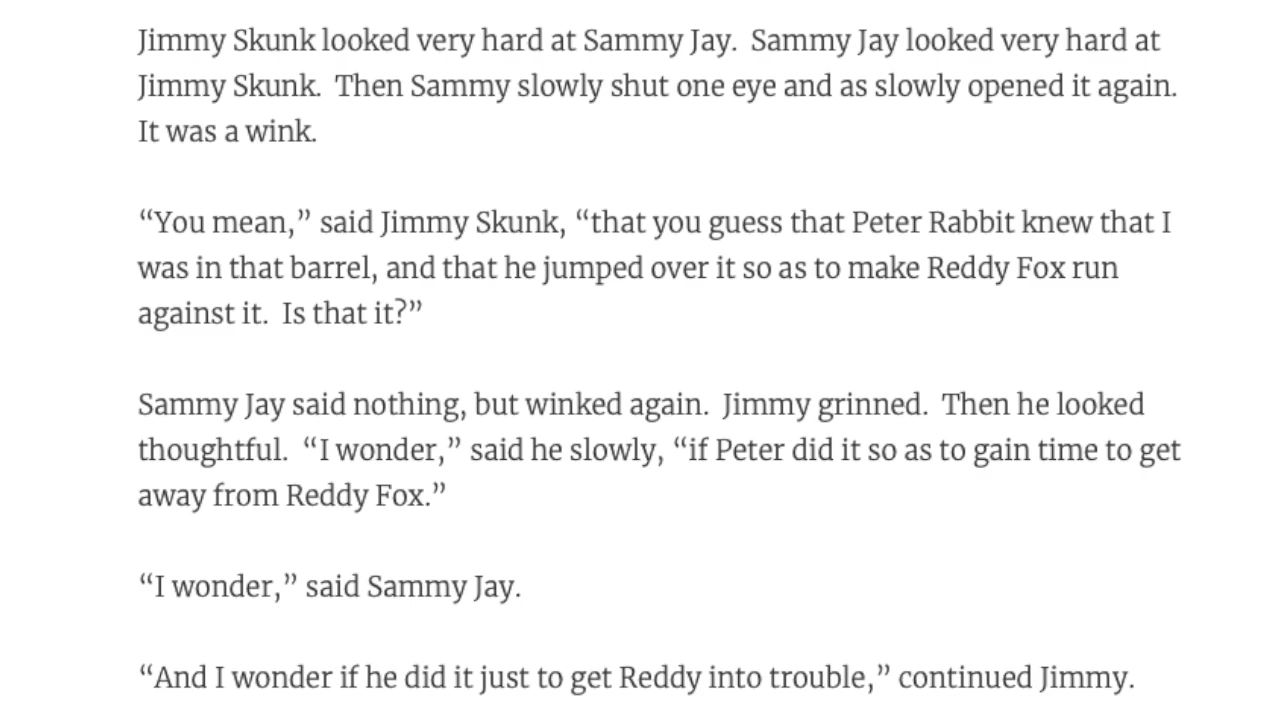 Jimmy Skunk looked very hard at Sammy Jay.  Sammy Jay looked very hard at
Jimmy Skunk.  Then Sammy slowly shut one eye and as slowly opened it again.
It was a wink.
“You mean,” said Jimmy Skunk, “that you guess that Peter Rabbit knew that I
was in that barrel, and that he jumped over it so as to make Reddy Fox run
against it.  Is that it?”
Sammy Jay said nothing, but winked again.  Jimmy grinned.  Then he looked
thoughtful.  “I wonder,” said he slowly, “if Peter did it so as to gain time to get
away from Reddy Fox.”
“I wonder,” said Sammy Jay.
“And I wonder if he did it just to get Reddy into trouble,” continued Jimmy.